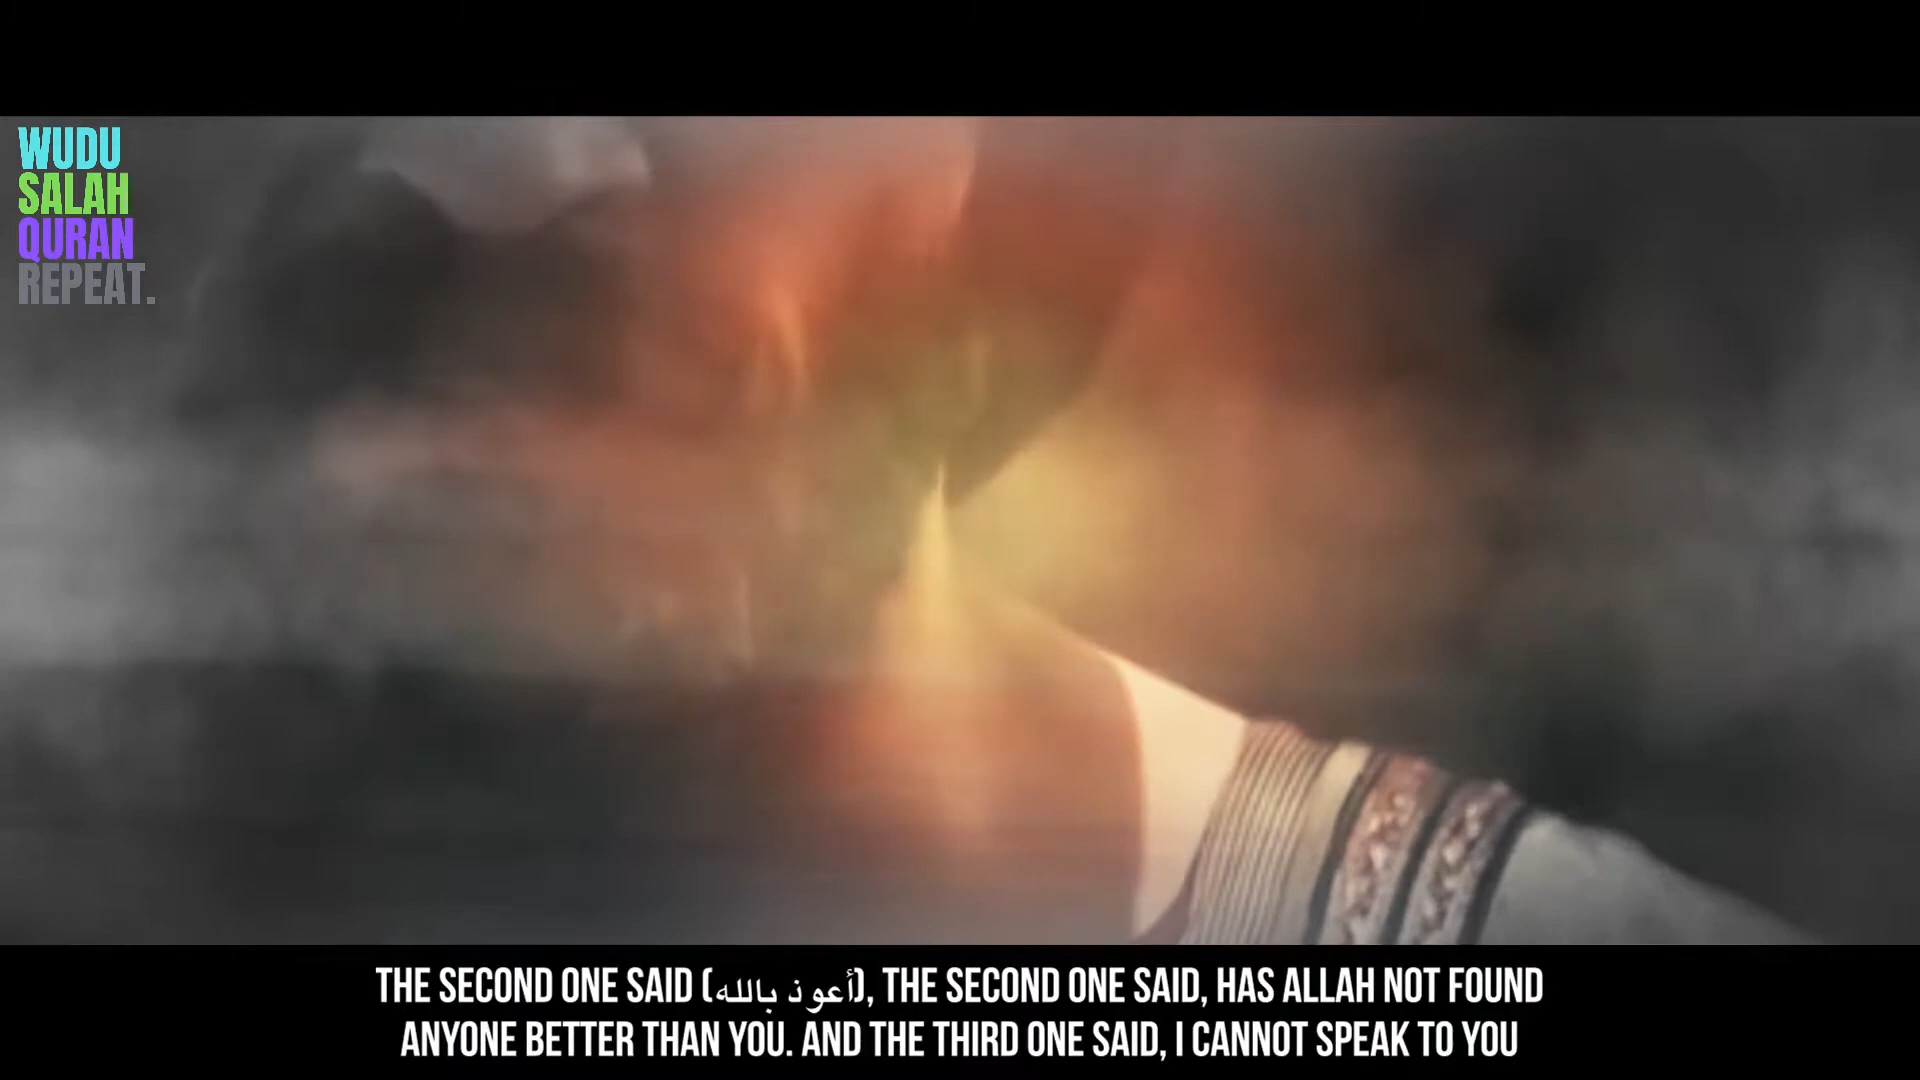 WUDU
SALAH
QURAN
REPEAT.
THE SECOND ONE SAID (أعوذ بالله), THE SECOND ONE SAID, HAS ALLAH NOT FOUND
ANYONE BETTER THAN YOU. AND THE THIRD ONE SAID, I CANNOT SPEAK TO YOU